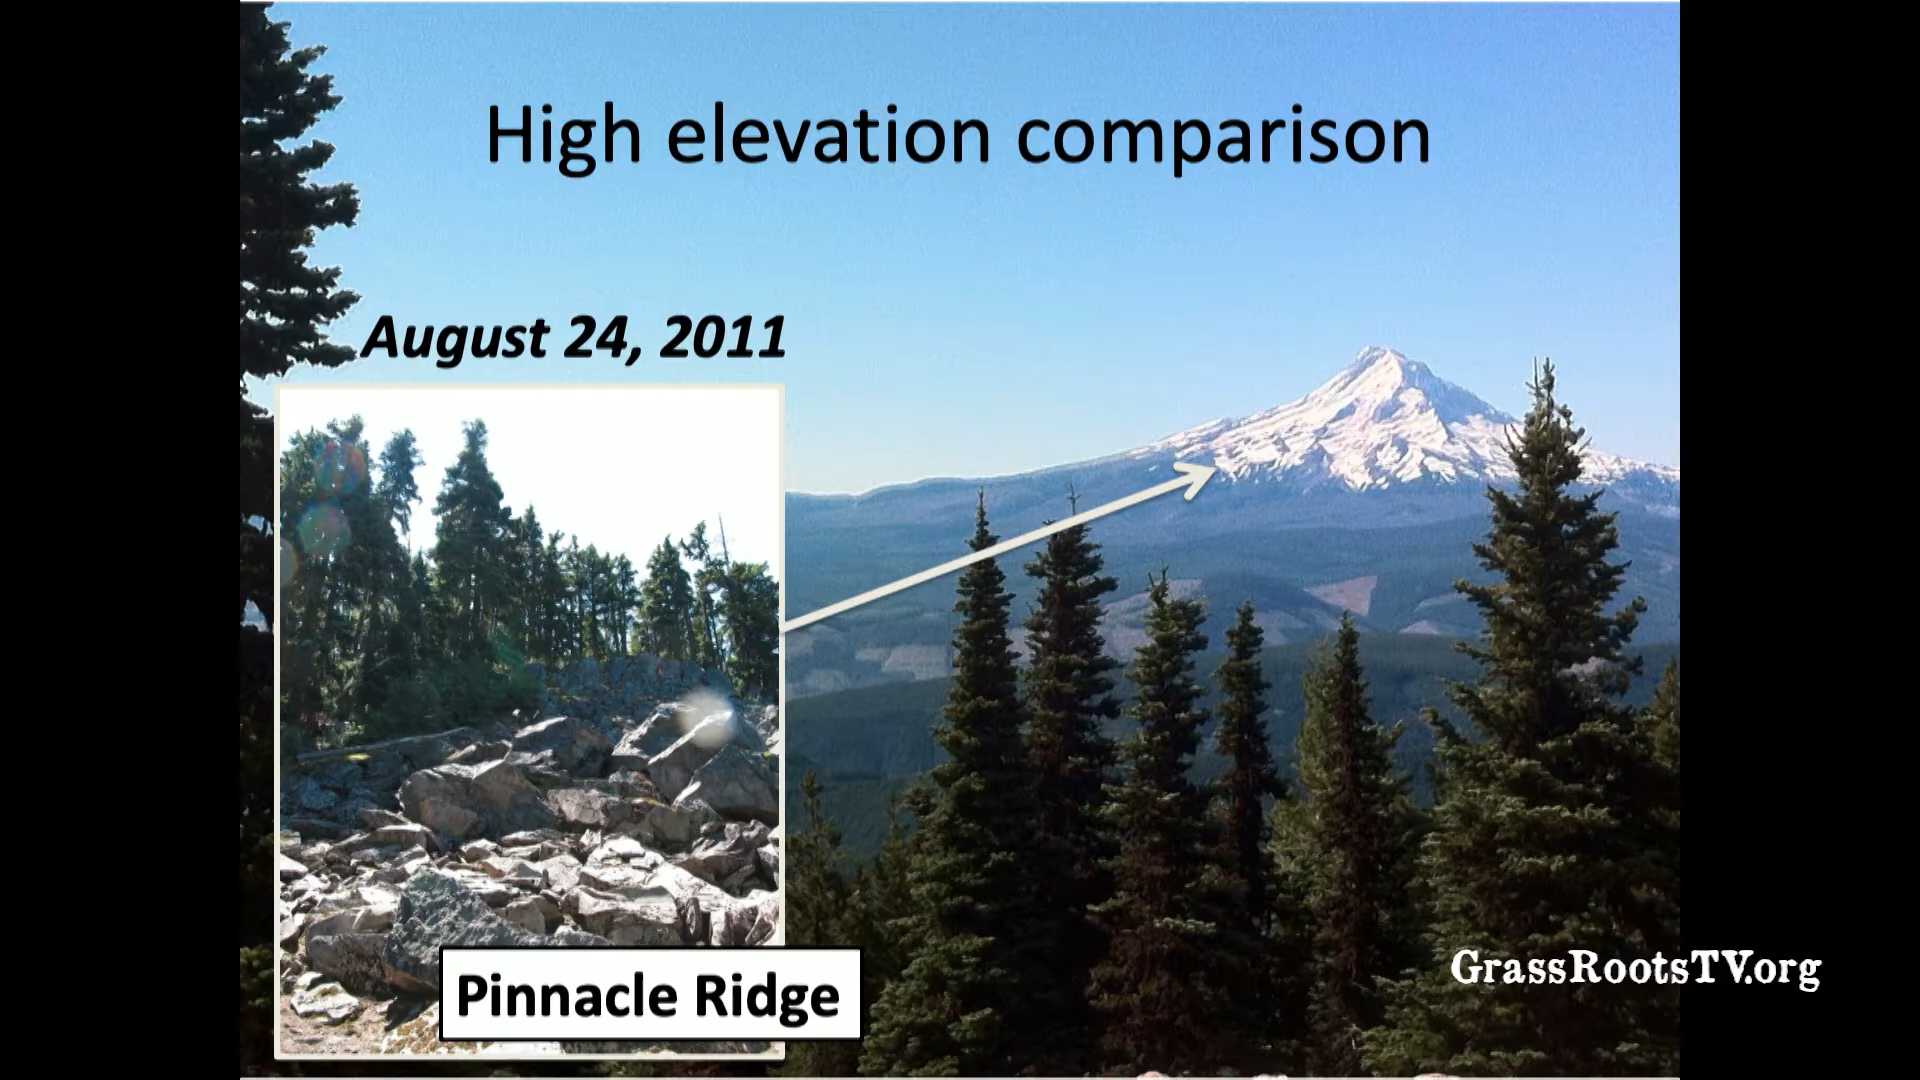 High elevation comparison
August 24, 2011
Pinnacle Ridge
GrassRootsTV.org